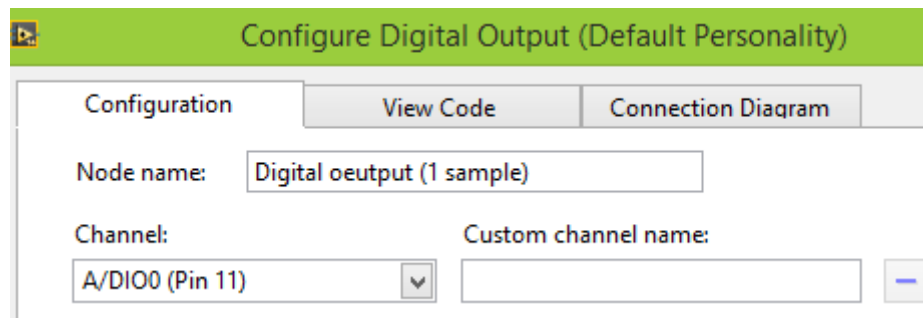 Configure Digital Output (Default Personality)
Configuration View Code Connection Diagram
Node name: Digital oeutput (1 sample)
Channel: Custom channel name:
A/DIO0 (Pin 11)